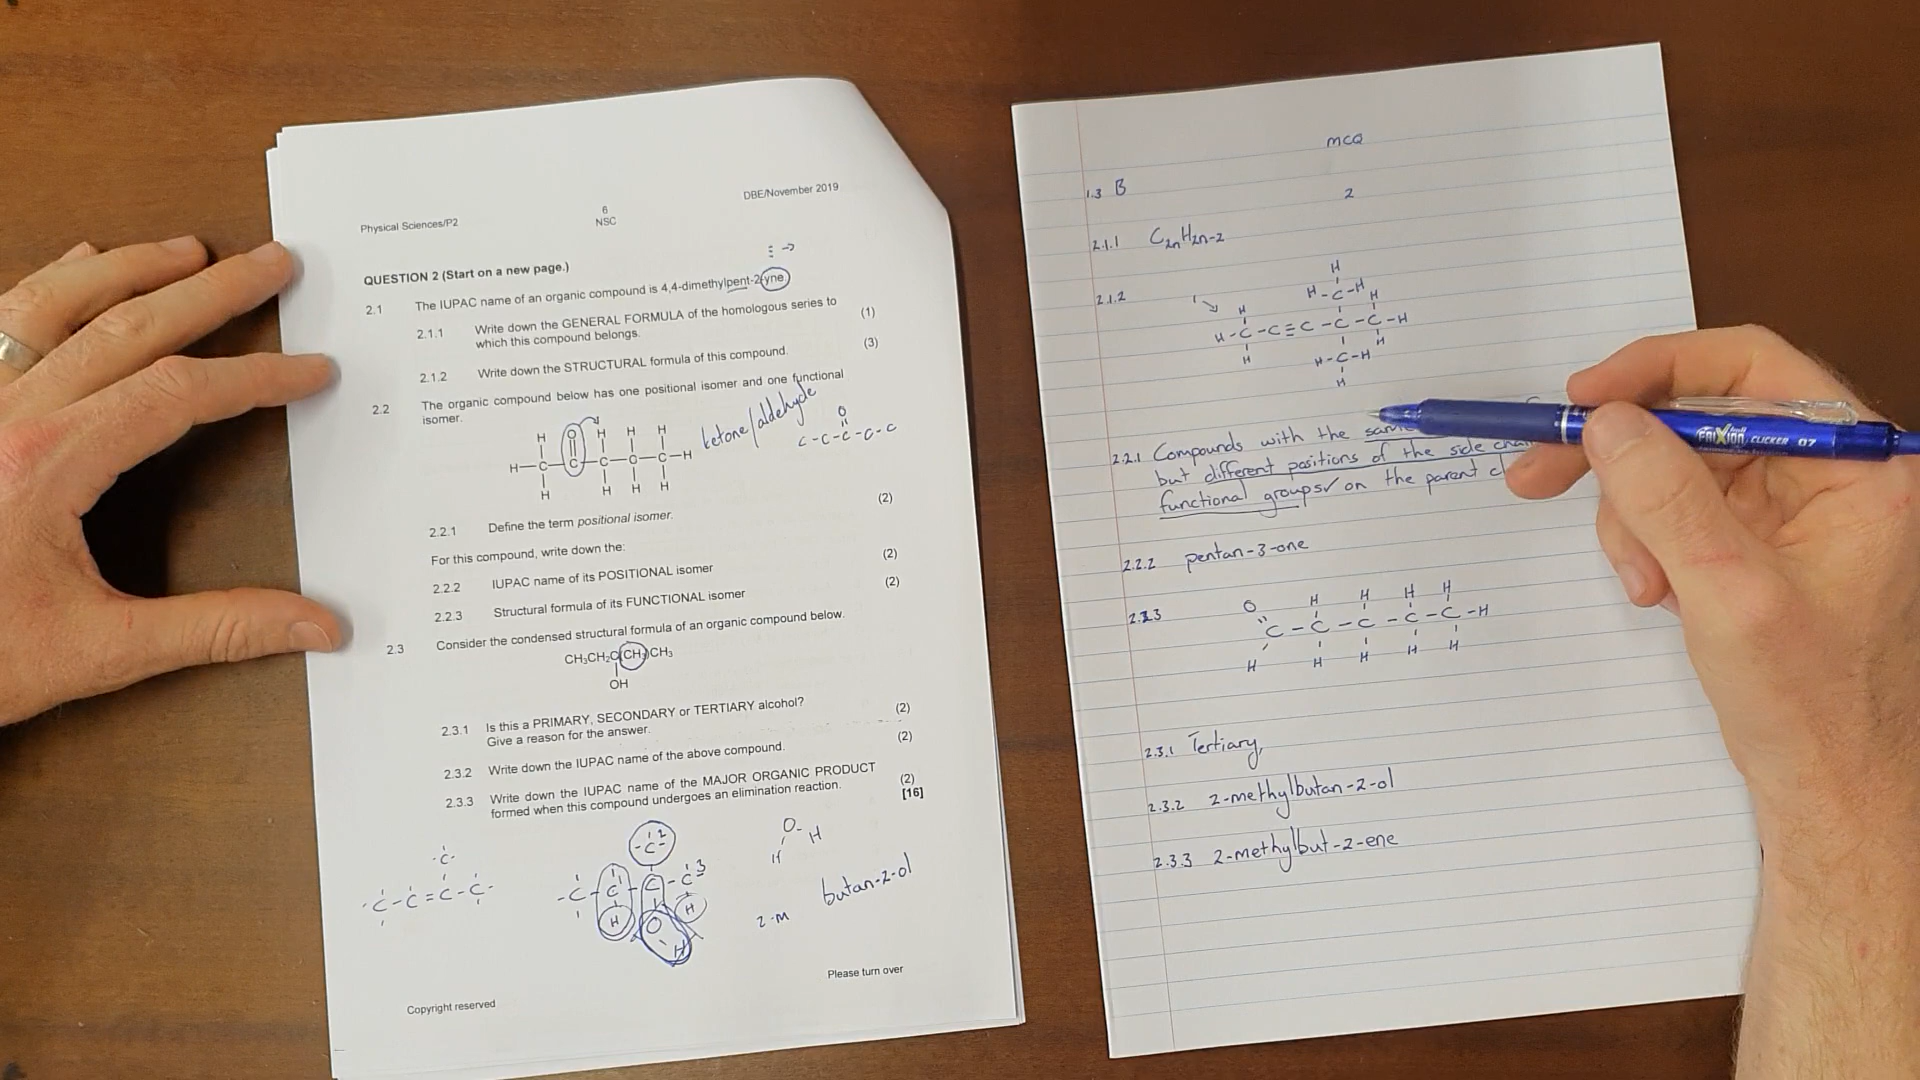 DBE/November 2019
6
Physical Sciences/P2
NSC
QUESTION 2 (Start on a new page.)
2.1 The IUPAC name of an organic compound is 4,4-dimethylpent-2-yne.
2.1.1 Write down the GENERAL FORMULA of the homologous series to (1)
which this compound belongs.
2.1.2 Write down the STRUCTURAL formula of this compound. (3)
2.2 The organic compound below has one positional isomer and one functional
isomer.
ketone/aldehyde
O
C-C-C-C-C
H O H H H
H-C-C-C-C-C-H
H H H H
2.2.1 Define the term positional isomer. (2)
For this compound, write down the:
2.2.2 IUPAC name of its POSITIONAL isomer (2)
2.2.3 Structural formula of its FUNCTIONAL isomer (2)
2.3 Consider the condensed structural formula of an organic compound below.
CH₃CH₂C(CH₃)CH₃
OH
2.3.1 Is this a PRIMARY, SECONDARY or TERTIARY alcohol?
Give a reason for the answer. (2)
2.3.2 Write down the IUPAC name of the above compound. (2)
2.3.3 Write down the IUPAC name of the MAJOR ORGANIC PRODUCT
formed when this compound undergoes an elimination reaction. (2)
[16]
O-H
H
-C- 2
C
C-C=C-C
-C-C-C-C 3
H O H
H
butan-2-ol
2-m
Please turn over
Copyright reserved
MCQ
1.3 B
2
2.1.1 C2nH2n-2
2.1.2
1
H
H-C-H
H H
H-C-C≡C-C-C-H
H H
H-C-H
H
2.2.1 Compounds with the
but different positions of the side
functional groups✓ on the parent
2.2.2 pentan-3-one
2.2.3
O H H H H
C-C-C-C-C-H
H H H H H
2.3.1 Tertiary,
2.3.2 2-methylbutan-2-ol
2.3.3 2-methylbut-2-ene
FRIXION CLICKER 07